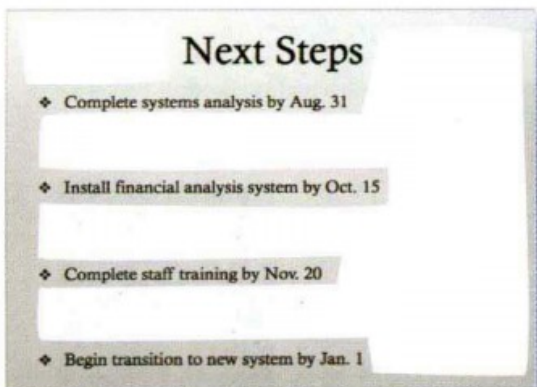 Next Steps
❖ Complete systems analysis by Aug. 31
❖ Install financial analysis system by Oct. 15
❖ Complete staff training by Nov. 20
❖ Begin transition to new system by Jan. 1